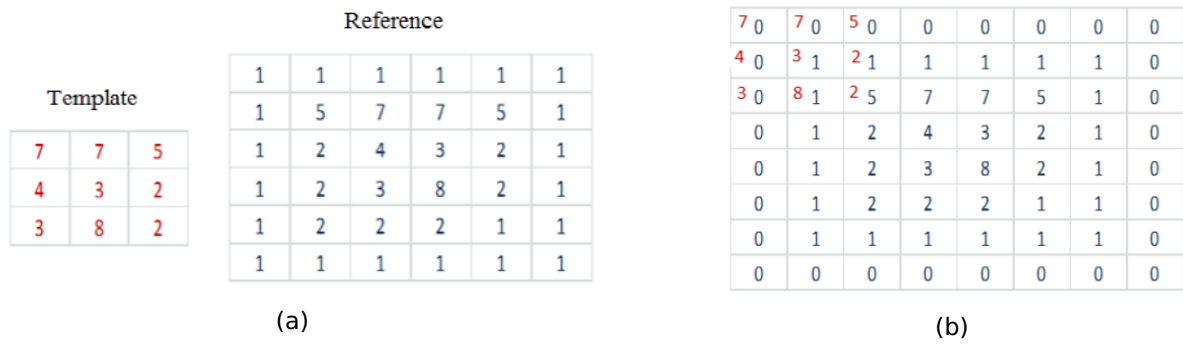 Reference
Template
7 7 5
4 3 2
3 8 2
1 1 1 1 1 1
1 5 7 7 5 1
1 2 4 3 2 1
1 2 3 8 2 1
1 2 2 2 1 1
1 1 1 1 1 1
(a)
7 0 7 0 5 0 0 0 0 0 0
4 0 3 1 2 1 1 1 1 1 0
3 0 8 1 2 5 7 7 5 1 0
0 1 2 4 3 2 1 0
0 1 2 3 8 2 1 0
0 1 2 2 2 1 1 0
0 1 1 1 1 1 1 0
0 0 0 0 0 0 0 0
(b)